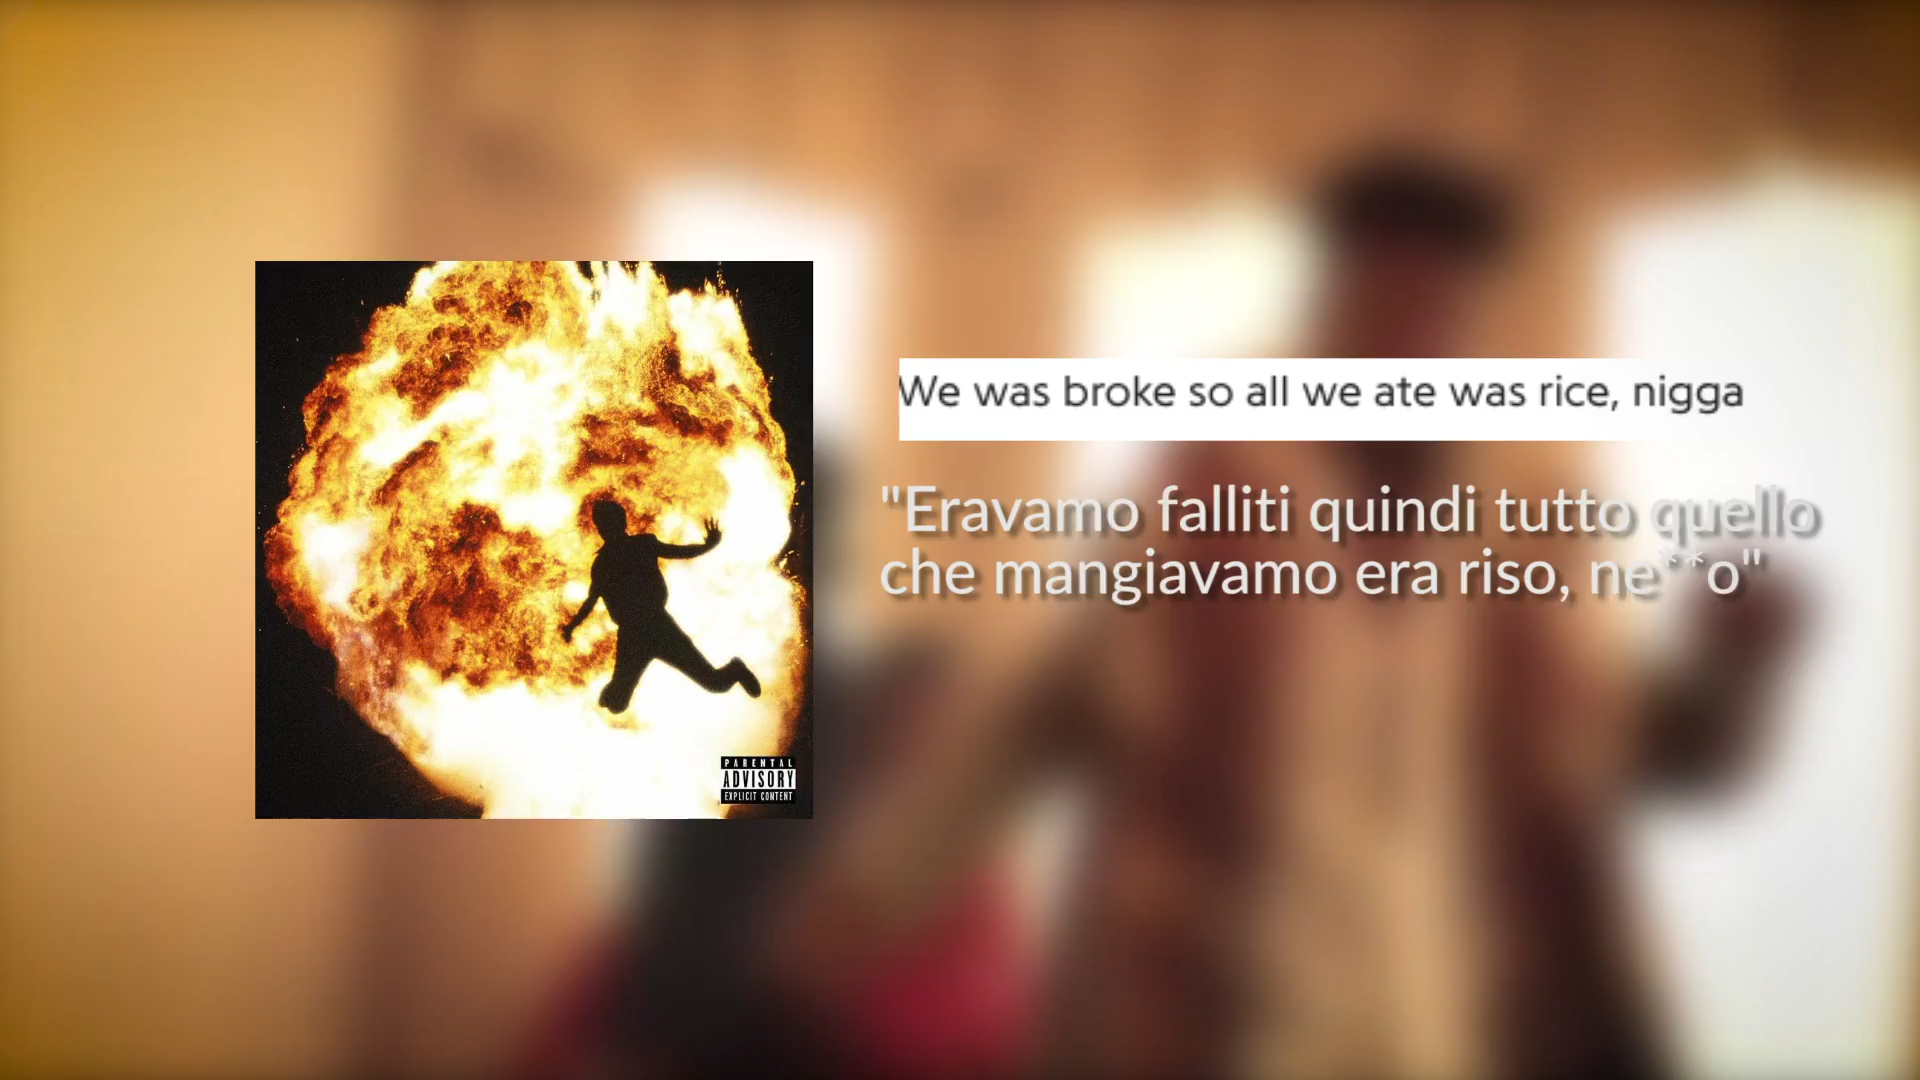 PARENTAL
ADVISORY
EXPLICIT CONTENT
We was broke so all we ate was rice, nigga
"Eravamo falliti quindi tutto quello
che mangiavamo era riso, ne**o"